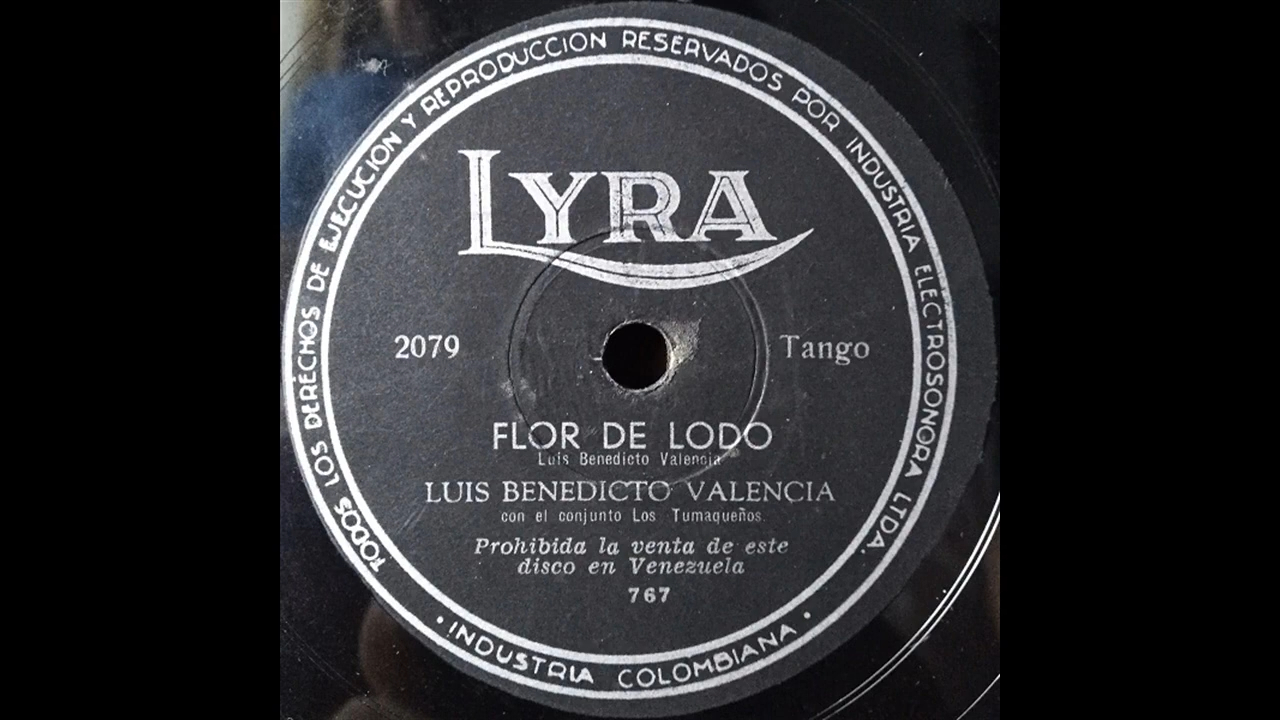 TODOS LOS DERECHOS DE EJECUCION Y REPRODUCCION RESERVADOS POR INDUSTRIA ELECTROSONORA LTDA.
LYRA
2079 Tango
FLOR DE LODO
Luis Benedicto Valencia
LUIS BENEDICTO VALENCIA
con el conjunto Los Tumaqueños.
Prohibida la venta de este
disco en Venezuela
767
• INDUSTRIA COLOMBIANA •